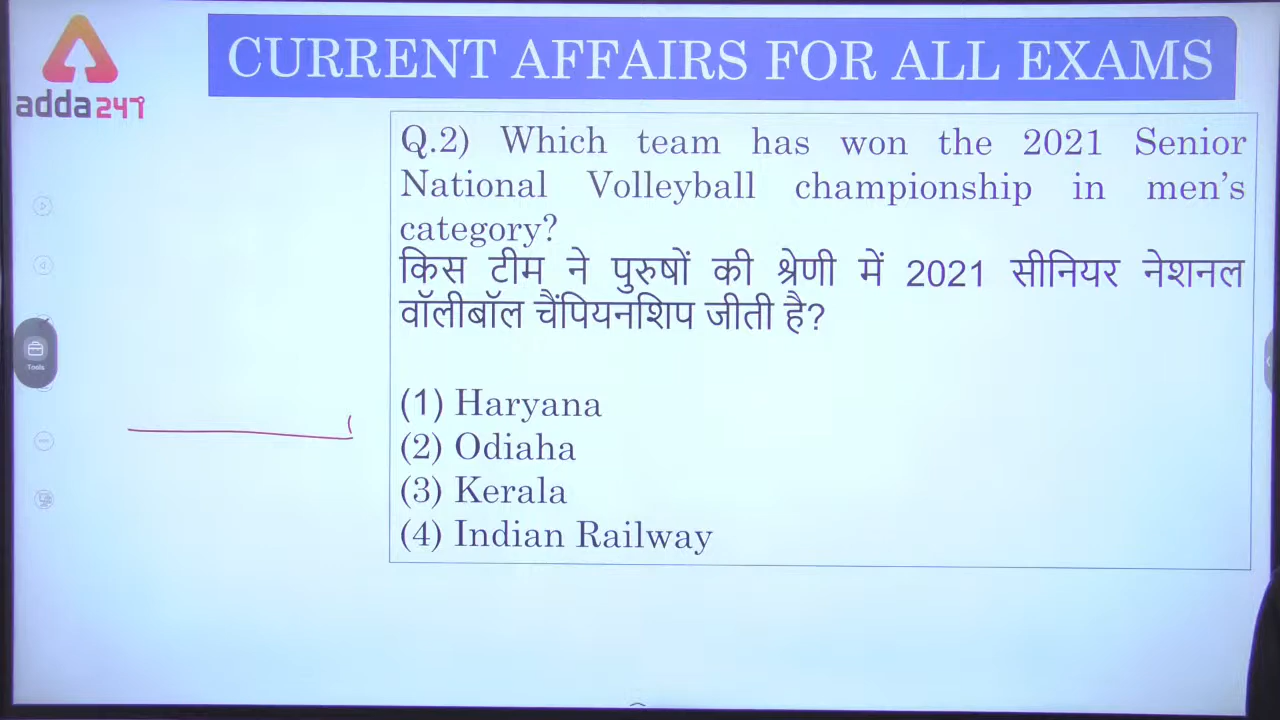 CURRENT AFFAIRS FOR ALL EXAMS
adda247
Q.2) Which team has won the 2021 Senior
National Volleyball championship in men's
category?
किस टीम ने पुरुषों की श्रेणी में 2021 सीनियर नेशनल
वॉलीबॉल चैंपियनशिप जीती है?
(1) Haryana
(2) Odiaha
(3) Kerala
(4) Indian Railway
Tools